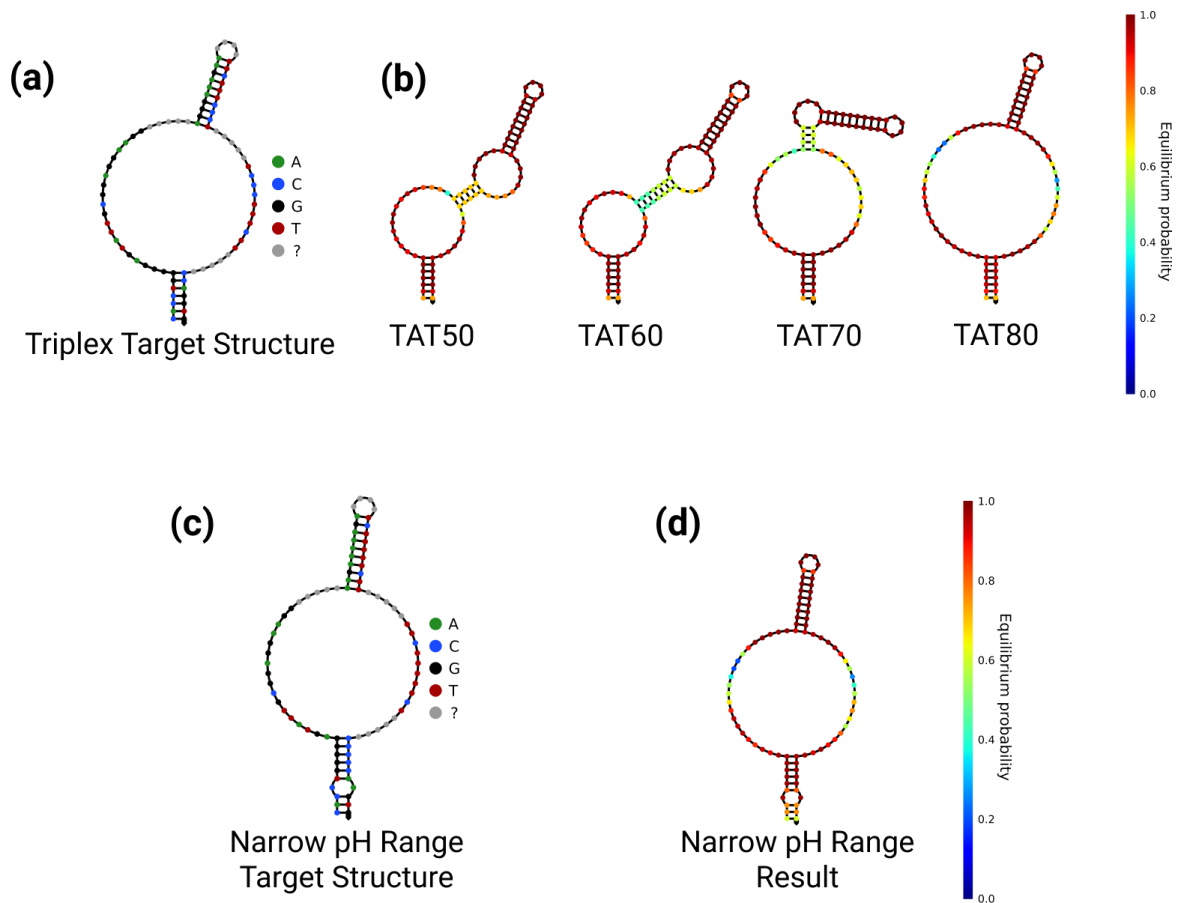 (a)
A
C
G
T
?
Triplex Target Structure
(b)
TAT50
TAT60
TAT70
TAT80
1.0
0.8
0.6
0.4
0.2
0.0
Equilibrium probability
(c)
A
C
G
T
?
Narrow pH Range
Target Structure
(d)
Narrow pH Range
Result
1.0
0.8
0.6
0.4
0.2
0.0
Equilibrium probability